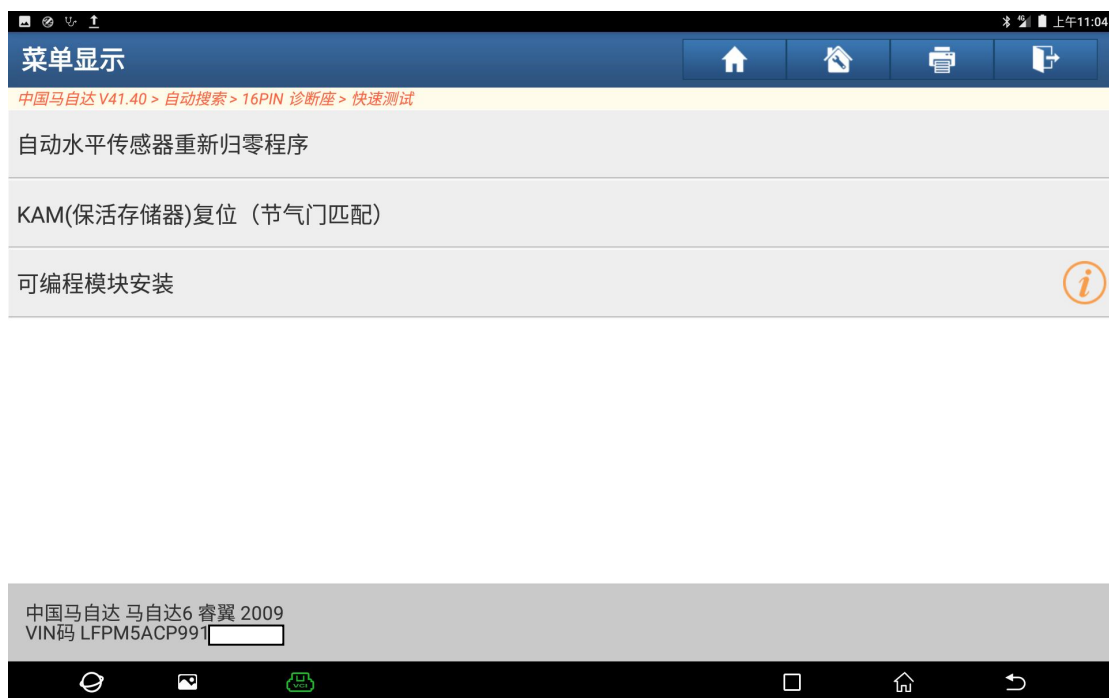 上午11:04
菜单显示
中国马自达 V41.40 > 自动搜索 > 16PIN 诊断座 > 快速测试
自动水平传感器重新归零程序
KAM(保活存储器)复位（节气门匹配）
可编程模块安装
中国马自达 马自达6 睿翼 2009
VIN码 LFPM5ACP991